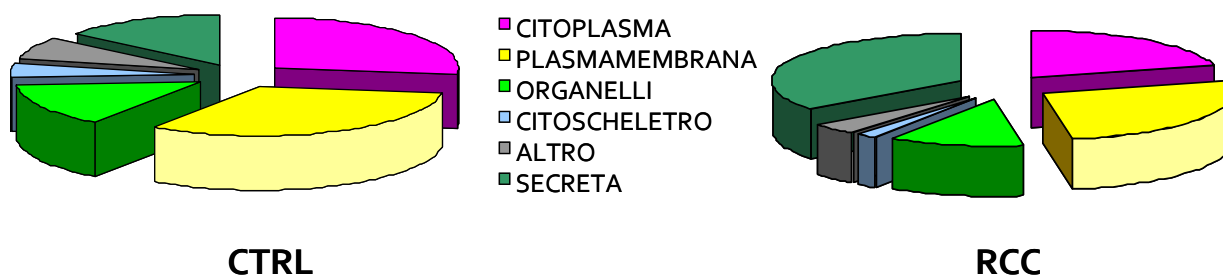 CITOPLASMA
PLASMAMEMBRANA
ORGANELLI
CITOSCHELETRO
ALTRO
SECRETA
CTRL
RCC